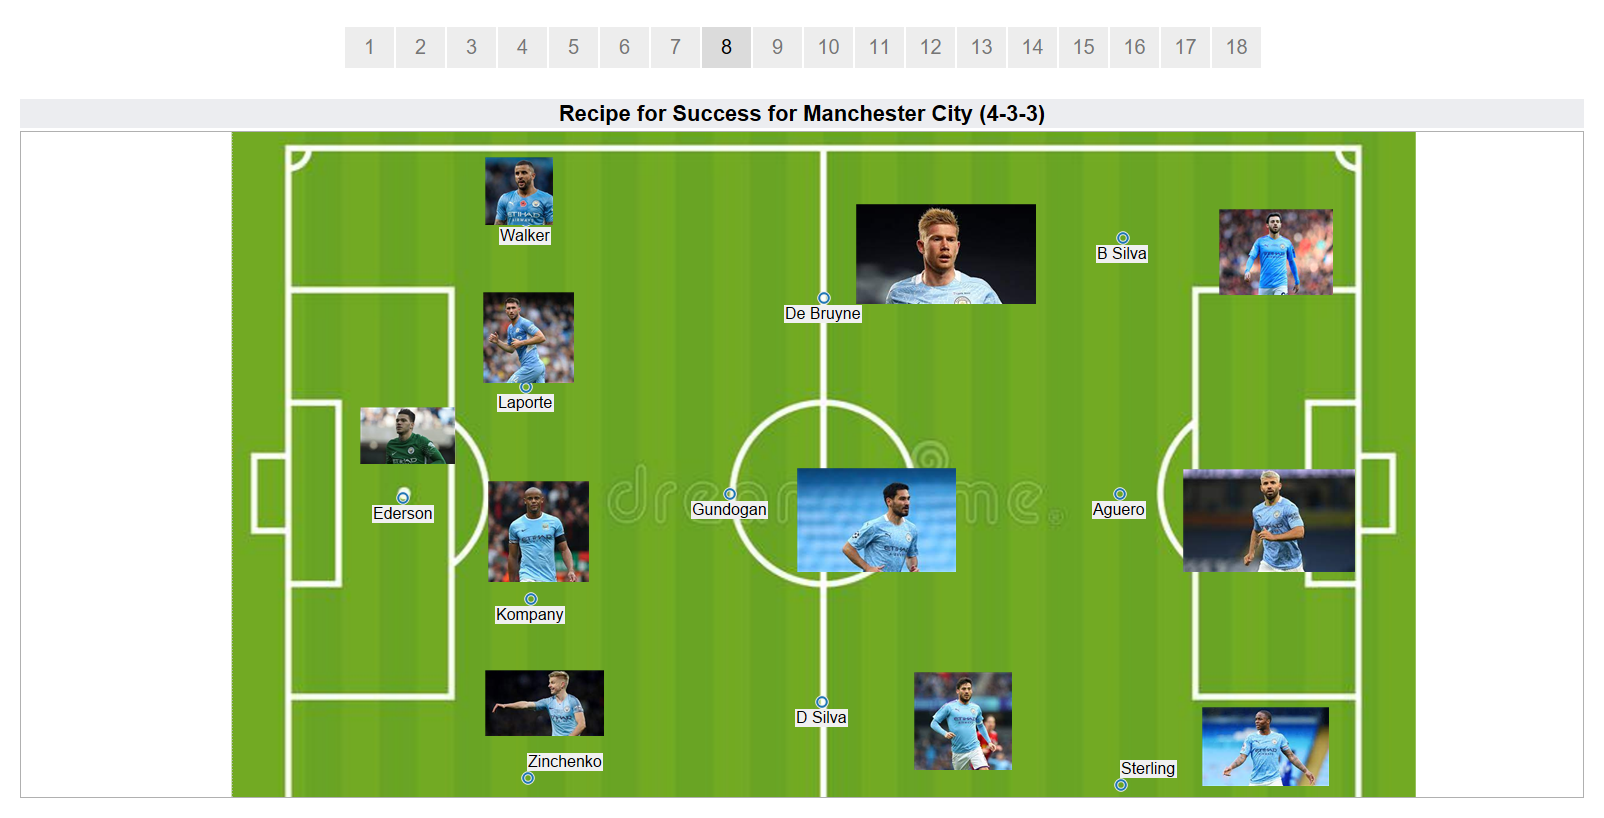 1 2 3 4 5 6 7 8 9 10 11 12 13 14 15 16 17 18
Recipe for Success for Manchester City (4-3-3)
ETIHAD
AIRWAYS
Walker
B Silva
De Bruyne
Laporte
Ederson
Gundogan
Aguero
Kompany
D Silva
Zinchenko
Sterling